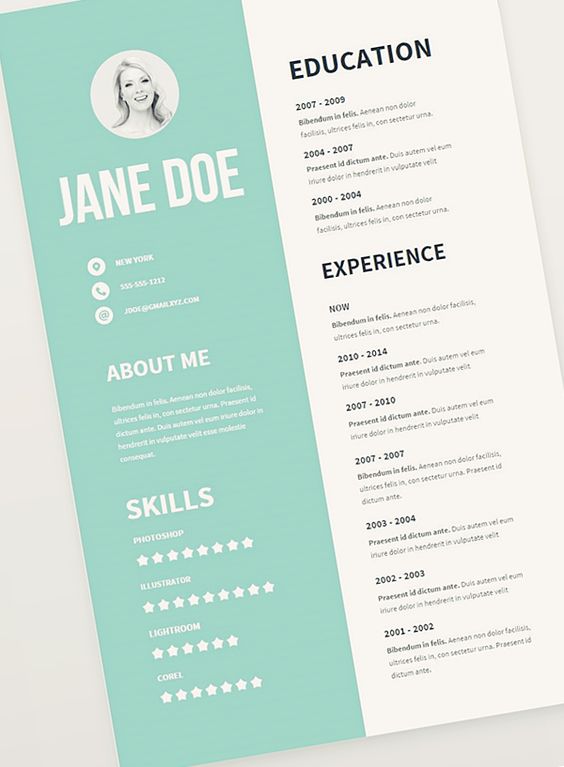 JANE DOE
NEW YORK
555-555-1212
JDOE@GMAILXYZ.COM
ABOUT ME
Bibendum in felis. Aenean non dolor facilisis,
ultrices felis in, con sectetur urna. Praesent id
dictum ante. Duis autem vel eum iriure dolor in
hendrerit in vulputate velit esse molestie
consequat.
SKILLS
PHOTOSHOP
ILLUSTRATOR
LIGHTROOM
COREL
EDUCATION
2007 - 2009
Bibendum in felis. Aenean non dolor
facilisis, ultrices felis in, con sectetur urna.
2004 - 2007
Praesent id dictum ante. Duis autem vel eum
iriure dolor in hendrerit in vulputate velit
2000 - 2004
Bibendum in felis. Aenean non dolor
facilisis, ultrices felis in, con sectetur urna.
EXPERIENCE
NOW
Bibendum in felis. Aenean non dolor facilisis,
ultrices felis in, con sectetur urna.
2010 - 2014
Praesent id dictum ante. Duis autem vel eum
iriure dolor in hendrerit in vulputate velit
2007 - 2010
Praesent id dictum ante. Duis autem vel eum
iriure dolor in hendrerit in vulputate velit
2007 - 2007
Bibendum in felis. Aenean non dolor facilisis,
ultrices felis in, con sectetur urna. Praesent id
dictum ante.
2003 - 2004
Praesent id dictum ante. Duis autem vel eum
iriure dolor in hendrerit in vulputate velit
2002 - 2003
Praesent id dictum ante. Duis autem vel eum
iriure dolor in hendrerit in vulputate velit
2001 - 2002
Bibendum in felis. Aenean non dolor facilisis,
ultrices felis in, con sectetur urna. Praesent id
dictum ante.